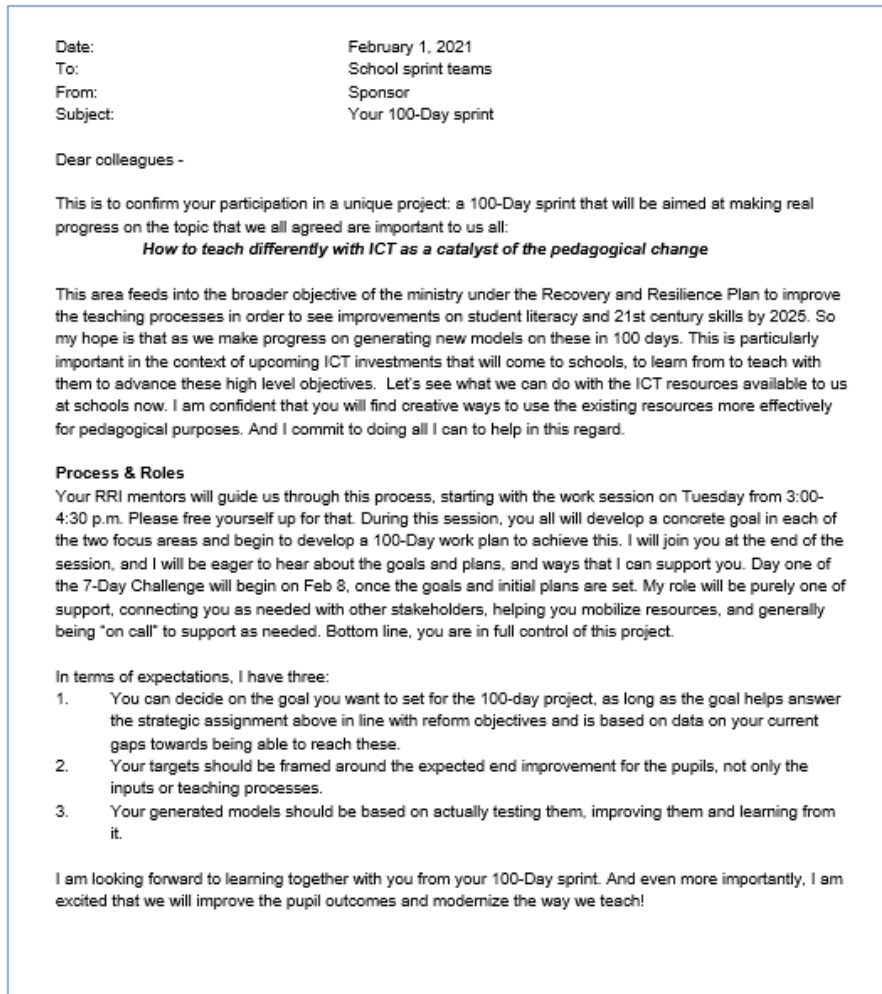 Date: February 1, 2021
To: School sprint teams
From: Sponsor
Subject: Your 100-Day sprint
Dear colleagues -
This is to confirm your participation in a unique project: a 100-Day sprint that will be aimed at making real
progress on the topic that we all agreed are important to us all:
How to teach differently with ICT as a catalyst of the pedagogical change
This area feeds into the broader objective of the ministry under the Recovery and Resilience Plan to improve
the teaching processes in order to see improvements on student literacy and 21st century skills by 2025. So
my hope is that as we make progress on generating new models on these in 100 days. This is particularly
important in the context of upcoming ICT investments that will come to schools, to learn from to teach with
them to advance these high level objectives. Let's see what we can do with the ICT resources available to us
at schools now. I am confident that you will find creative ways to use the existing resources more effectively
for pedagogical purposes. And I commit to doing all I can to help in this regard.
Process & Roles
Your RRI mentors will guide us through this process, starting with the work session on Tuesday from 3:00-
4:30 p.m. Please free yourself up for that. During this session, you all will develop a concrete goal in each of
the two focus areas and begin to develop a 100-Day work plan to achieve this. I will join you at the end of the
session, and I will be eager to hear about the goals and plans, and ways that I can support you. Day one of
the 7-Day Challenge will begin on Feb 8, once the goals and initial plans are set. My role will be purely one of
support, connecting you as needed with other stakeholders, helping you mobilize resources, and generally
being "on call" to support as needed. Bottom line, you are in full control of this project.
In terms of expectations, I have three:
1. You can decide on the goal you want to set for the 100-day project, as long as the goal helps answer
the strategic assignment above in line with reform objectives and is based on data on your current
gaps towards being able to reach these.
2. Your targets should be framed around the expected end improvement for the pupils, not only the
inputs or teaching processes.
3. Your generated models should be based on actually testing them, improving them and learning from
it.
I am looking forward to learning together with you from your 100-Day sprint. And even more importantly, I am
excited that we will improve the pupil outcomes and modernize the way we teach!